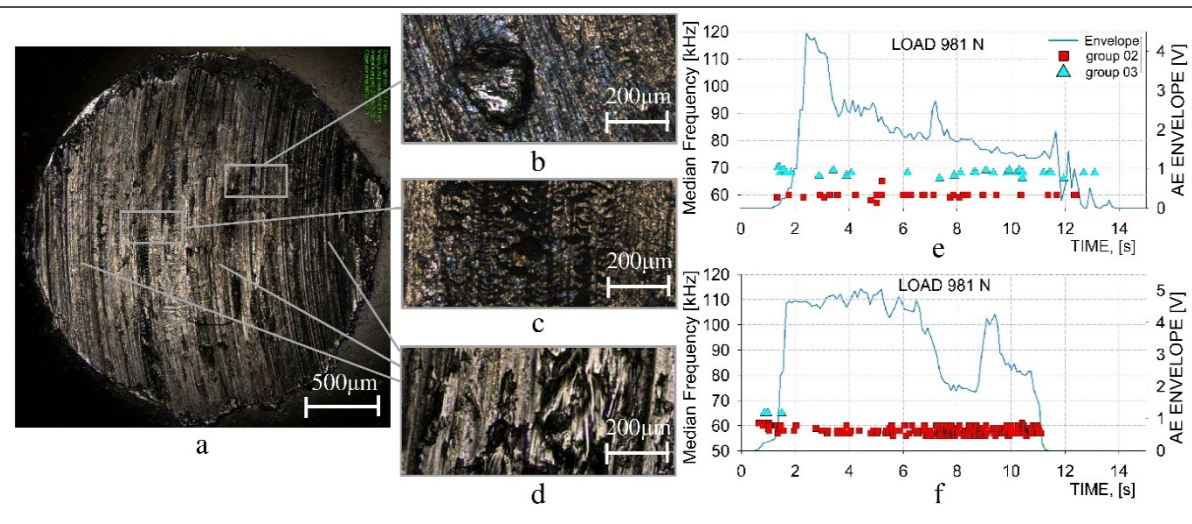 500μm
a
200μm
b
200μm
c
200μm
d
LOAD 981 N
Envelope
group 02
group 03
Median Frequency [kHz]
120
110
100
90
80
70
60
AE ENVELOPE [V]
4
3
2
1
0
0 2 4 6 8 10 12 14
TIME, [s]
e
LOAD 981 N
Median Frequency [kHz]
120
110
100
90
80
70
60
50
AE ENVELOPE [V]
5
4
3
2
1
0
0 2 4 6 8 10 12 14
TIME, [s]
f